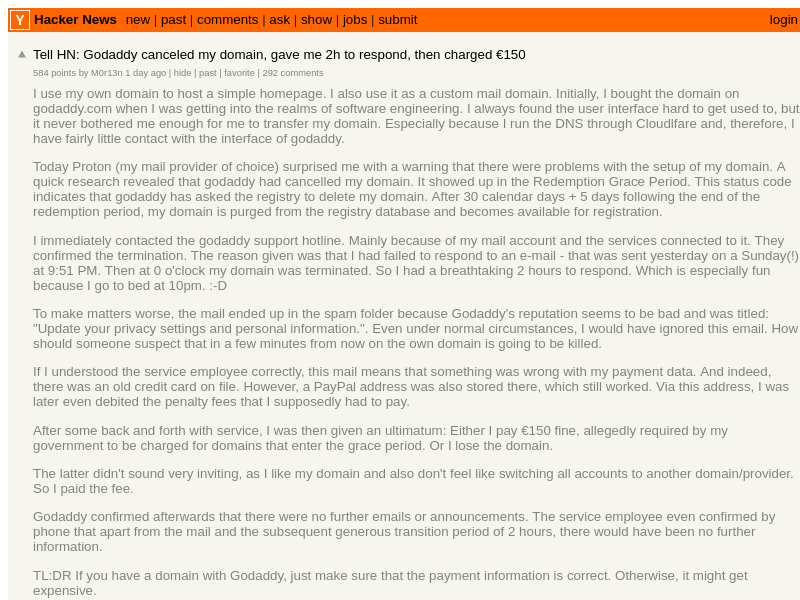 Y Hacker News new | past | comments | ask | show | jobs | submit login
Tell HN: Godaddy canceled my domain, gave me 2h to respond, then charged €150
584 points by M0r13n 1 day ago | hide | past | favorite | 292 comments
I use my own domain to host a simple homepage. I also use it as a custom mail domain. Initially, I bought the domain on
godaddy.com when I was getting into the realms of software engineering. I always found the user interface hard to get used to, but
it never bothered me enough for me to transfer my domain. Especially because I run the DNS through Cloudlfare and, therefore, I
have fairly little contact with the interface of godaddy.
Today Proton (my mail provider of choice) surprised me with a warning that there were problems with the setup of my domain. A
quick research revealed that godaddy had cancelled my domain. It showed up in the Redemption Grace Period. This status code
indicates that godaddy has asked the registry to delete my domain. After 30 calendar days + 5 days following the end of the
redemption period, my domain is purged from the registry database and becomes available for registration.
I immediately contacted the godaddy support hotline. Mainly because of my mail account and the services connected to it. They
confirmed the termination. The reason given was that I had failed to respond to an e-mail - that was sent yesterday on a Sunday(!)
at 9:51 PM. Then at 0 o'clock my domain was terminated. So I had a breathtaking 2 hours to respond. Which is especially fun
because I go to bed at 10pm. :-D
To make matters worse, the mail ended up in the spam folder because Godaddy's reputation seems to be bad and was titled:
"Update your privacy settings and personal information.". Even under normal circumstances, I would have ignored this email. How
should someone suspect that in a few minutes from now on the own domain is going to be killed.
If I understood the service employee correctly, this mail means that something was wrong with my payment data. And indeed,
there was an old credit card on file. However, a PayPal address was also stored there, which still worked. Via this address, I was
later even debited the penalty fees that I supposedly had to pay.
After some back and forth with service, I was then given an ultimatum: Either I pay €150 fine, allegedly required by my
government to be charged for domains that enter the grace period. Or I lose the domain.
The latter didn't sound very inviting, as I like my domain and also don't feel like switching all accounts to another domain/provider.
So I paid the fee.
Godaddy confirmed afterwards that there were no further emails or announcements. The service employee even confirmed by
phone that apart from the mail and the subsequent generous transition period of 2 hours, there would have been no further
information.
TL:DR If you have a domain with Godaddy, just make sure that the payment information is correct. Otherwise, it might get
expensive.